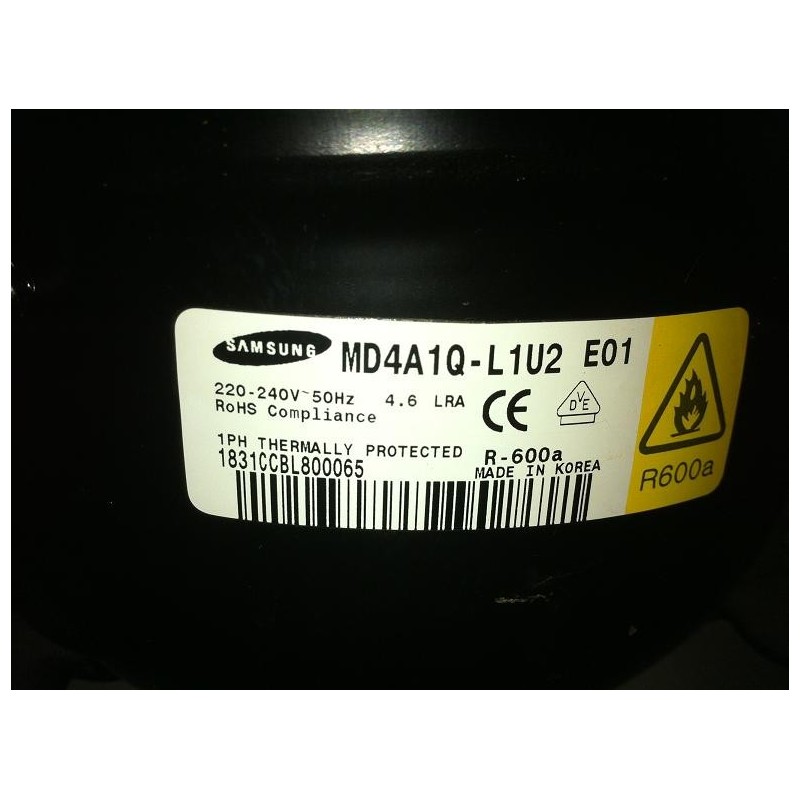 SAMSUNG MD4A1Q-L1U2 E01
220-240V~50Hz 4.6 LRA
RoHS Compliance
CE
DVE
1PH THERMALLY PROTECTED R-600a
1831CCBL800065 MADE IN KOREA
R600a